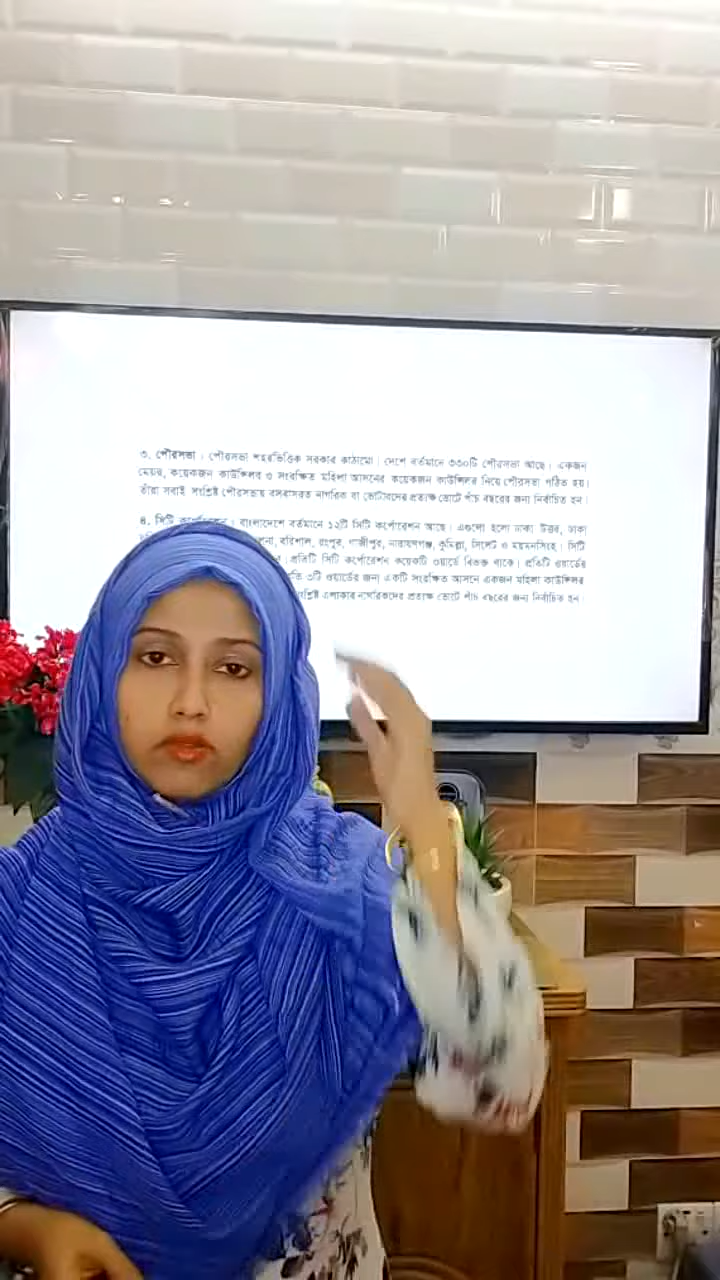 ৩. পৌরসভা : পৌরসভা শহরভিত্তিক সরকার কাঠামো। দেশে বর্তমানে ৩৩০টি পৌরসভা আছে। একজন
মেয়র, কয়েকজন কাউন্সিলর ও সংরক্ষিত মহিলা আসনের কয়েকজন কাউন্সিলর নিয়ে পৌরসভা গঠিত হয়।
তাঁরা সবাই সংশ্লিষ্ট পৌরসভায় বসবাসরত নাগরিক বা ভোটারদের প্রত্যক্ষ ভোটে পাঁচ বছরের জন্য নির্বাচিত হন।
৪. সিটি কর্পোরেশন : বাংলাদেশে বর্তমানে ১২টি সিটি কর্পোরেশন আছে। এগুলো হলো ঢাকা উত্তর, ঢাকা
বরিশাল, রংপুর, গাজীপুর, নারায়ণগঞ্জ, কুমিল্লা, সিলেট ও ময়মনসিংহ। সিটি
প্রতিটি সিটি কর্পোরেশন কয়েকটি ওয়ার্ডে বিভক্ত থাকে। প্রতিটি ওয়ার্ডের
৩টি ওয়ার্ডের জন্য একটি সংরক্ষিত আসনে একজন মহিলা কাউন্সিলর
এলাকার নাগরিকদের প্রত্যক্ষ ভোটে পাঁচ বছরের জন্য নির্বাচিত হন।